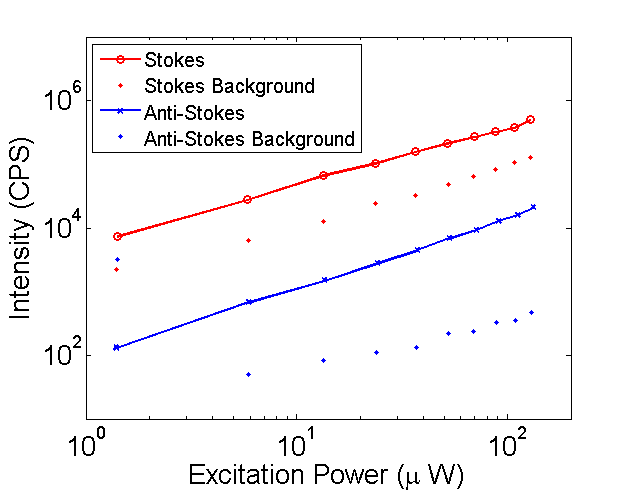 Stokes
Stokes Background
Anti-Stokes
Anti-Stokes Background
Intensity (CPS)
10^6
10^4
10^2
10^0 10^1 10^2
Excitation Power (μ W)